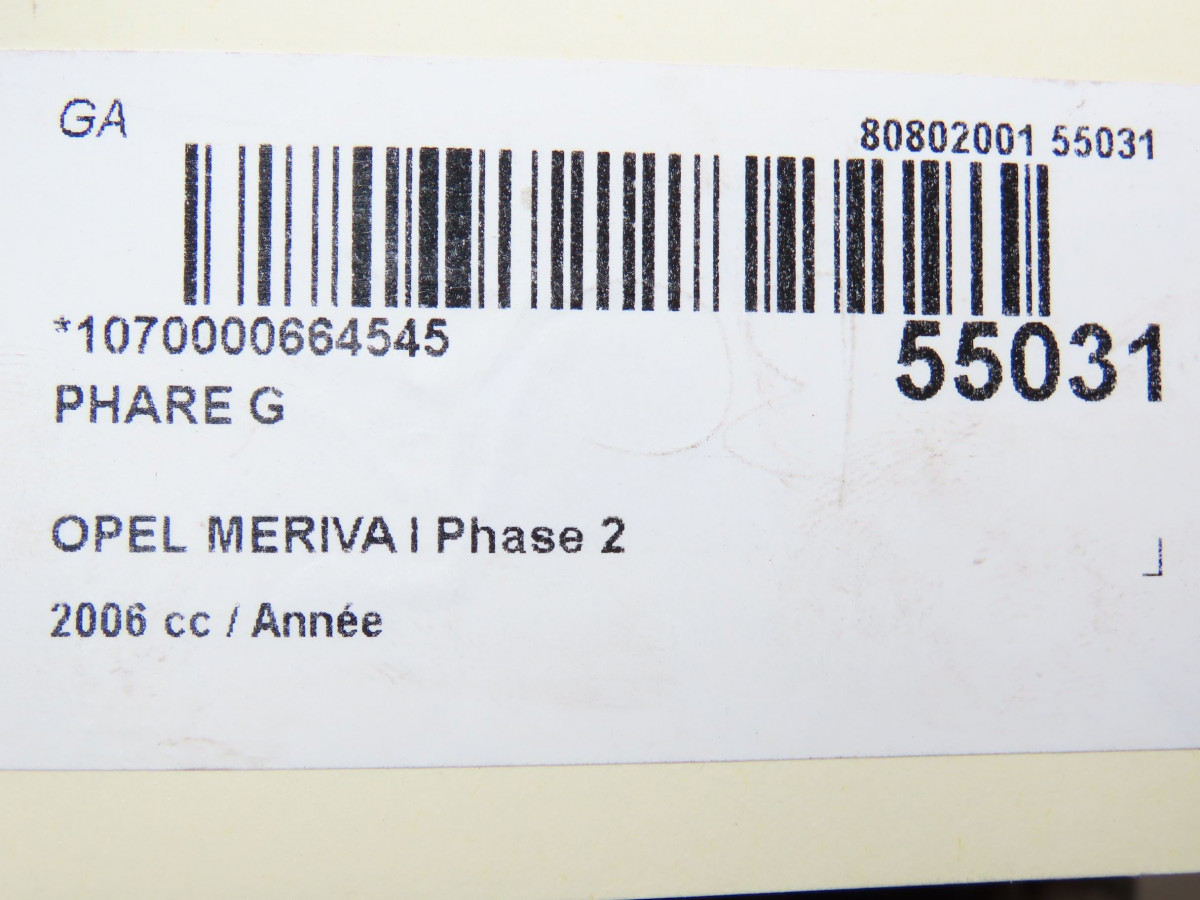 GA
80802001 55031
*1070000664545
55031
PHARE G
OPEL MERIVA I Phase 2
2006 cc / Année